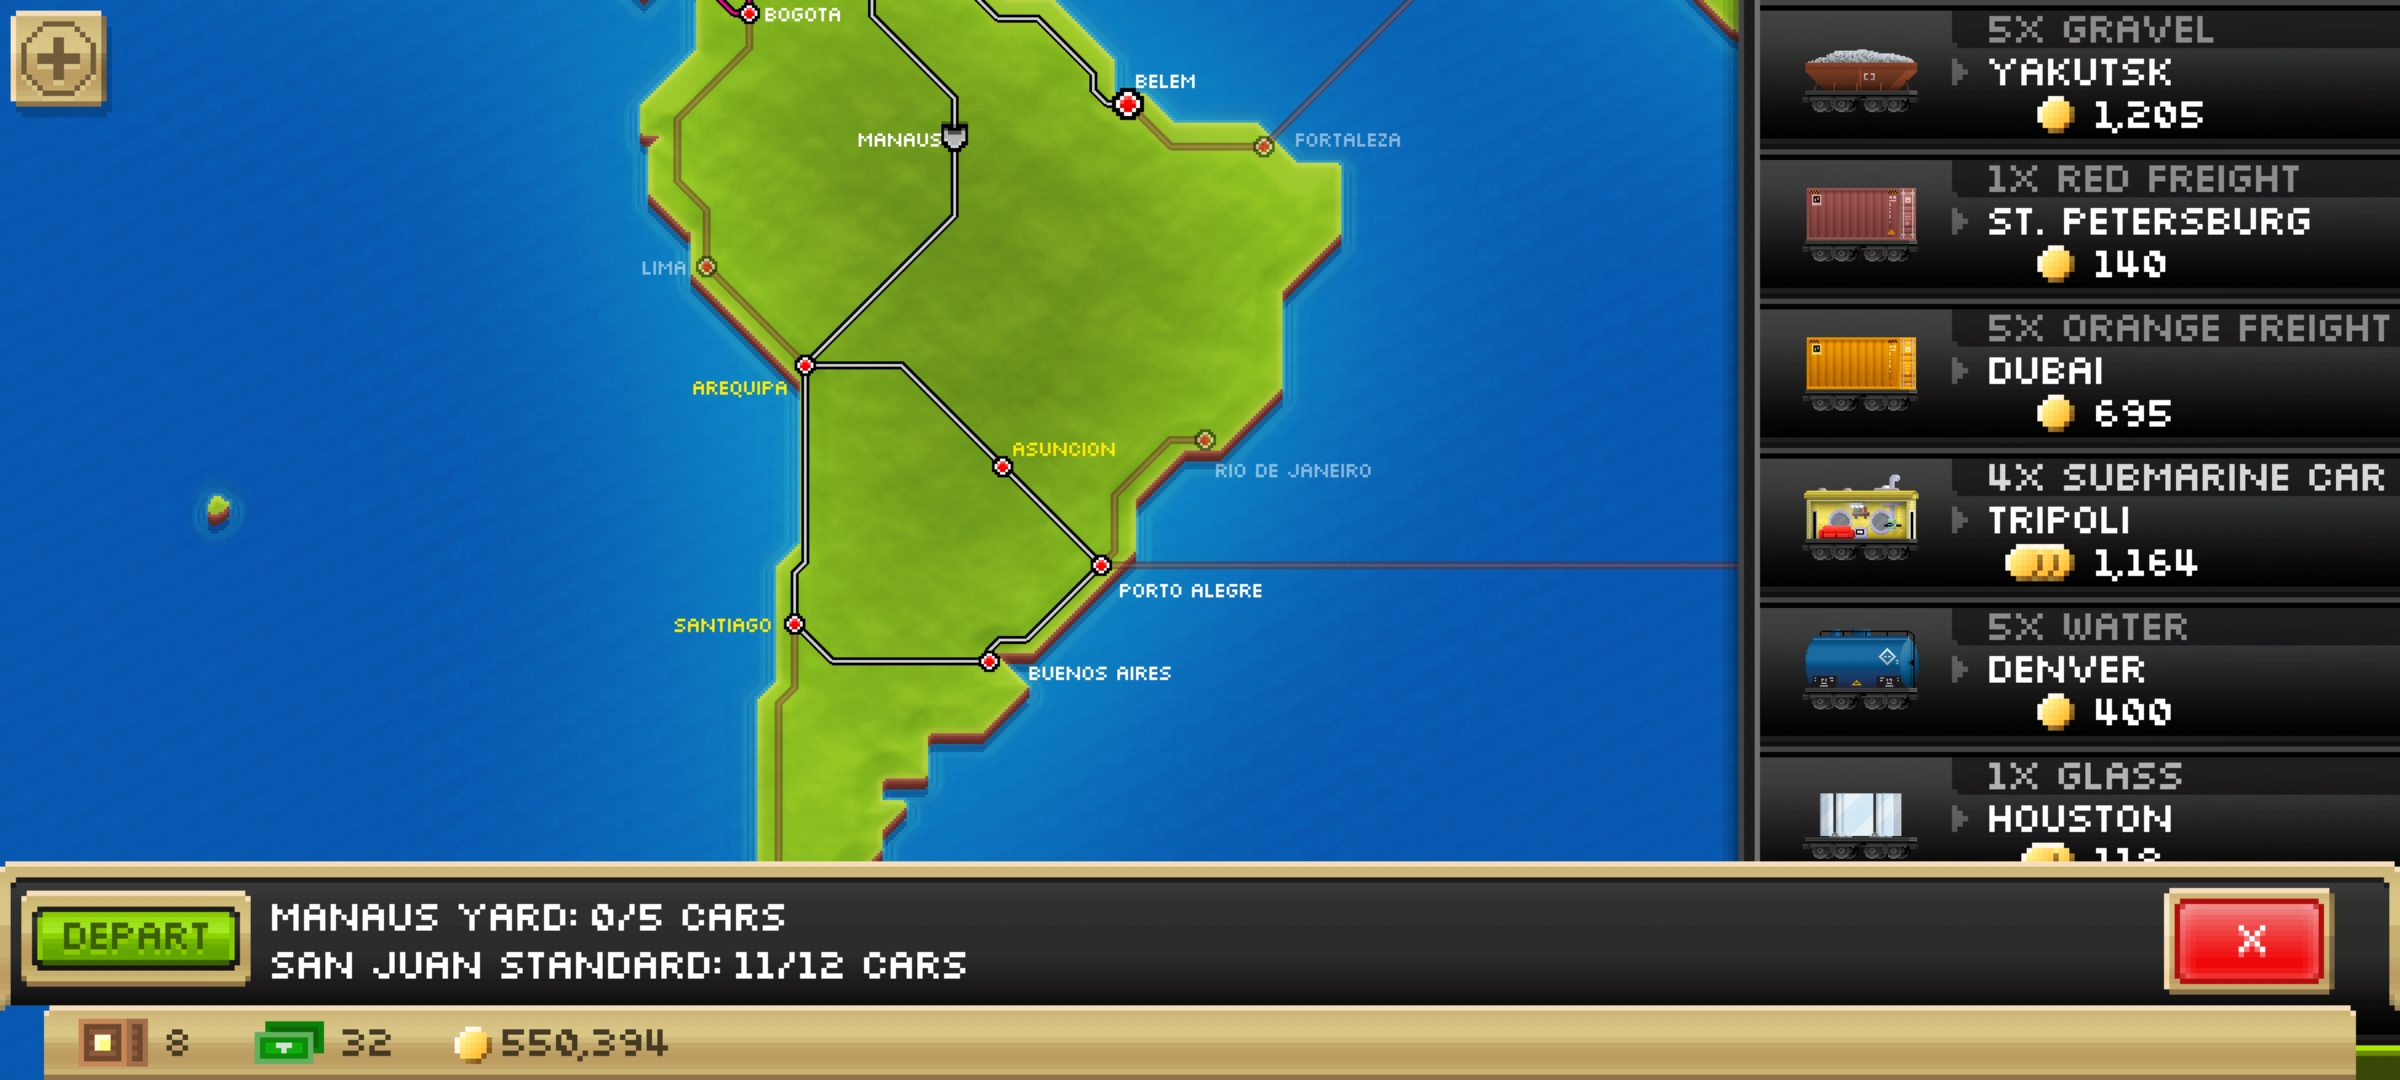 BOGOTA
BELEM
MANAUS
FORTALEZA
LIMA
AREQUIPA
ASUNCION
RIO DE JANEIRO
PORTO ALEGRE
SANTIAGO
BUENOS AIRES
5X GRAVEL
YAKUTSK
1,205
1X RED FREIGHT
ST. PETERSBURG
140
5X ORANGE FREIGHT
DUBAI
695
4X SUBMARINE CAR
TRIPOLI
1,164
5X WATER
DENVER
400
1X GLASS
HOUSTON
DEPART
MANAUS YARD: 0/5 CARS
SAN JUAN STANDARD: 11/12 CARS
X
8
32
550,394